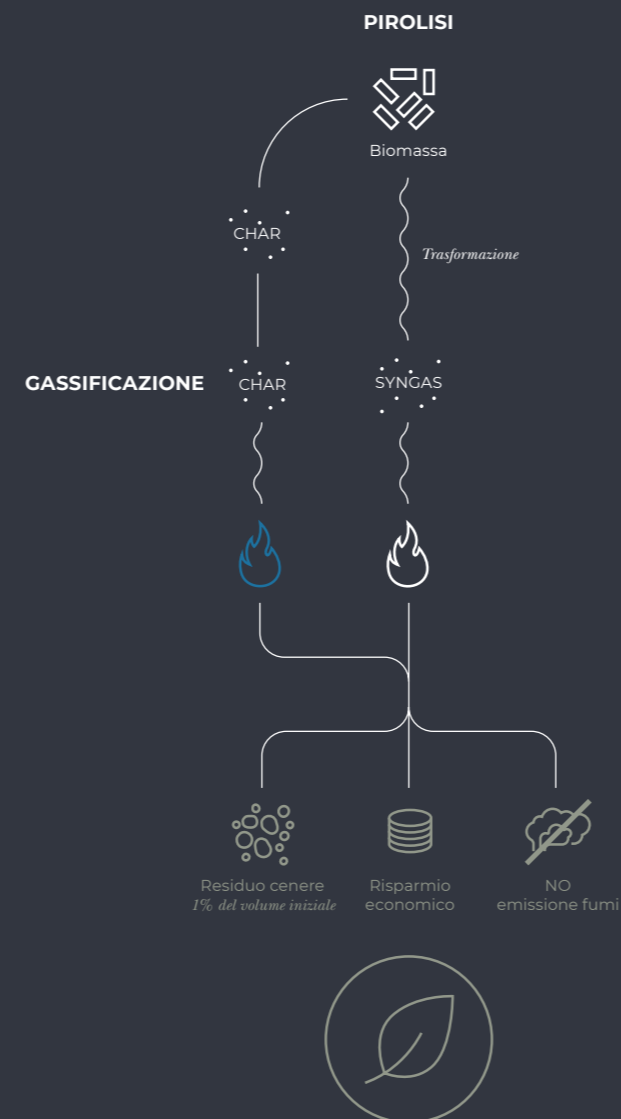 PIROLISI
Biomassa
CHAR
Trasformazione
GASSIFICAZIONE
CHAR
SYNGAS
Residuo cenere
1% del volume iniziale
Risparmio
economico
NO
emissione fumi